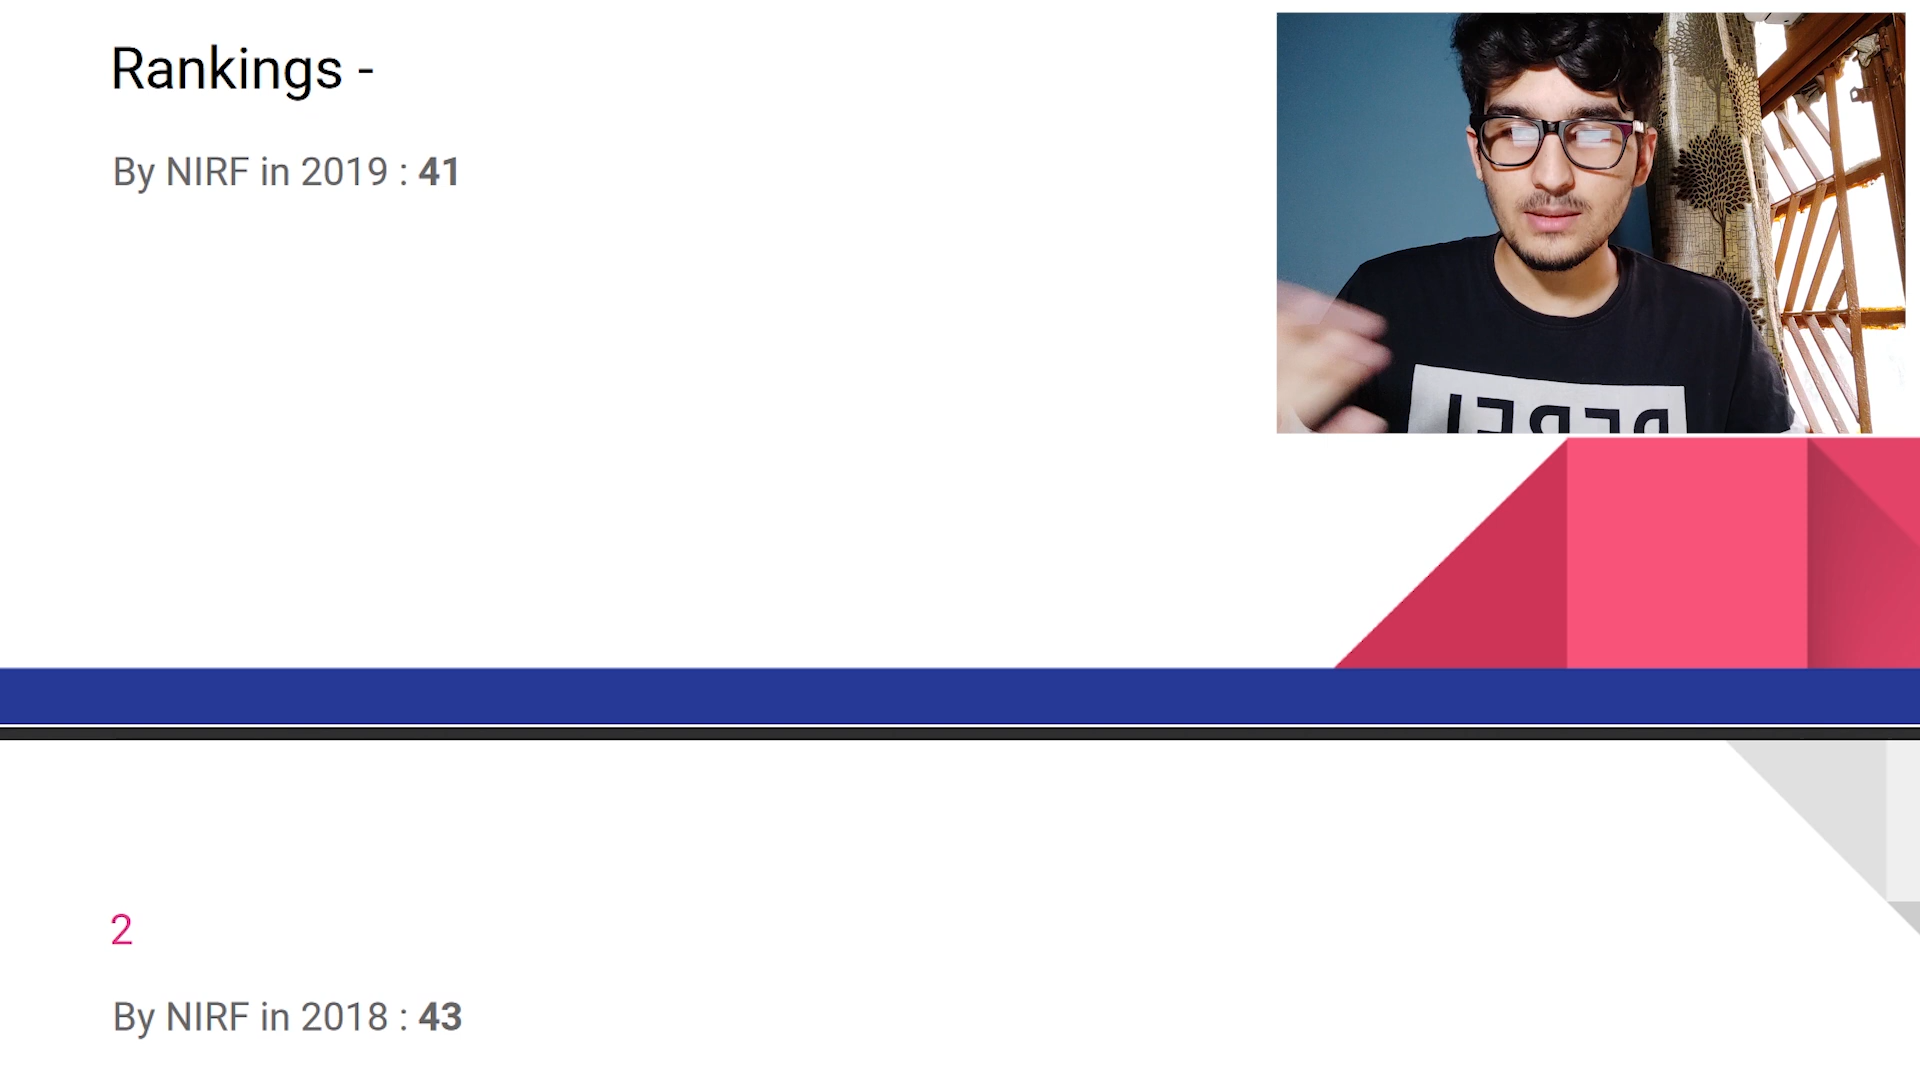 Rankings -
By NIRF in 2019 : 41
2
By NIRF in 2018 : 43